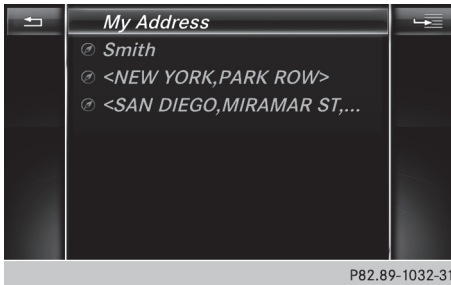 My Address
Smith
<NEW YORK,PARK ROW>
<SAN DIEGO,MIRAMAR ST,...
P82.89-1032-31